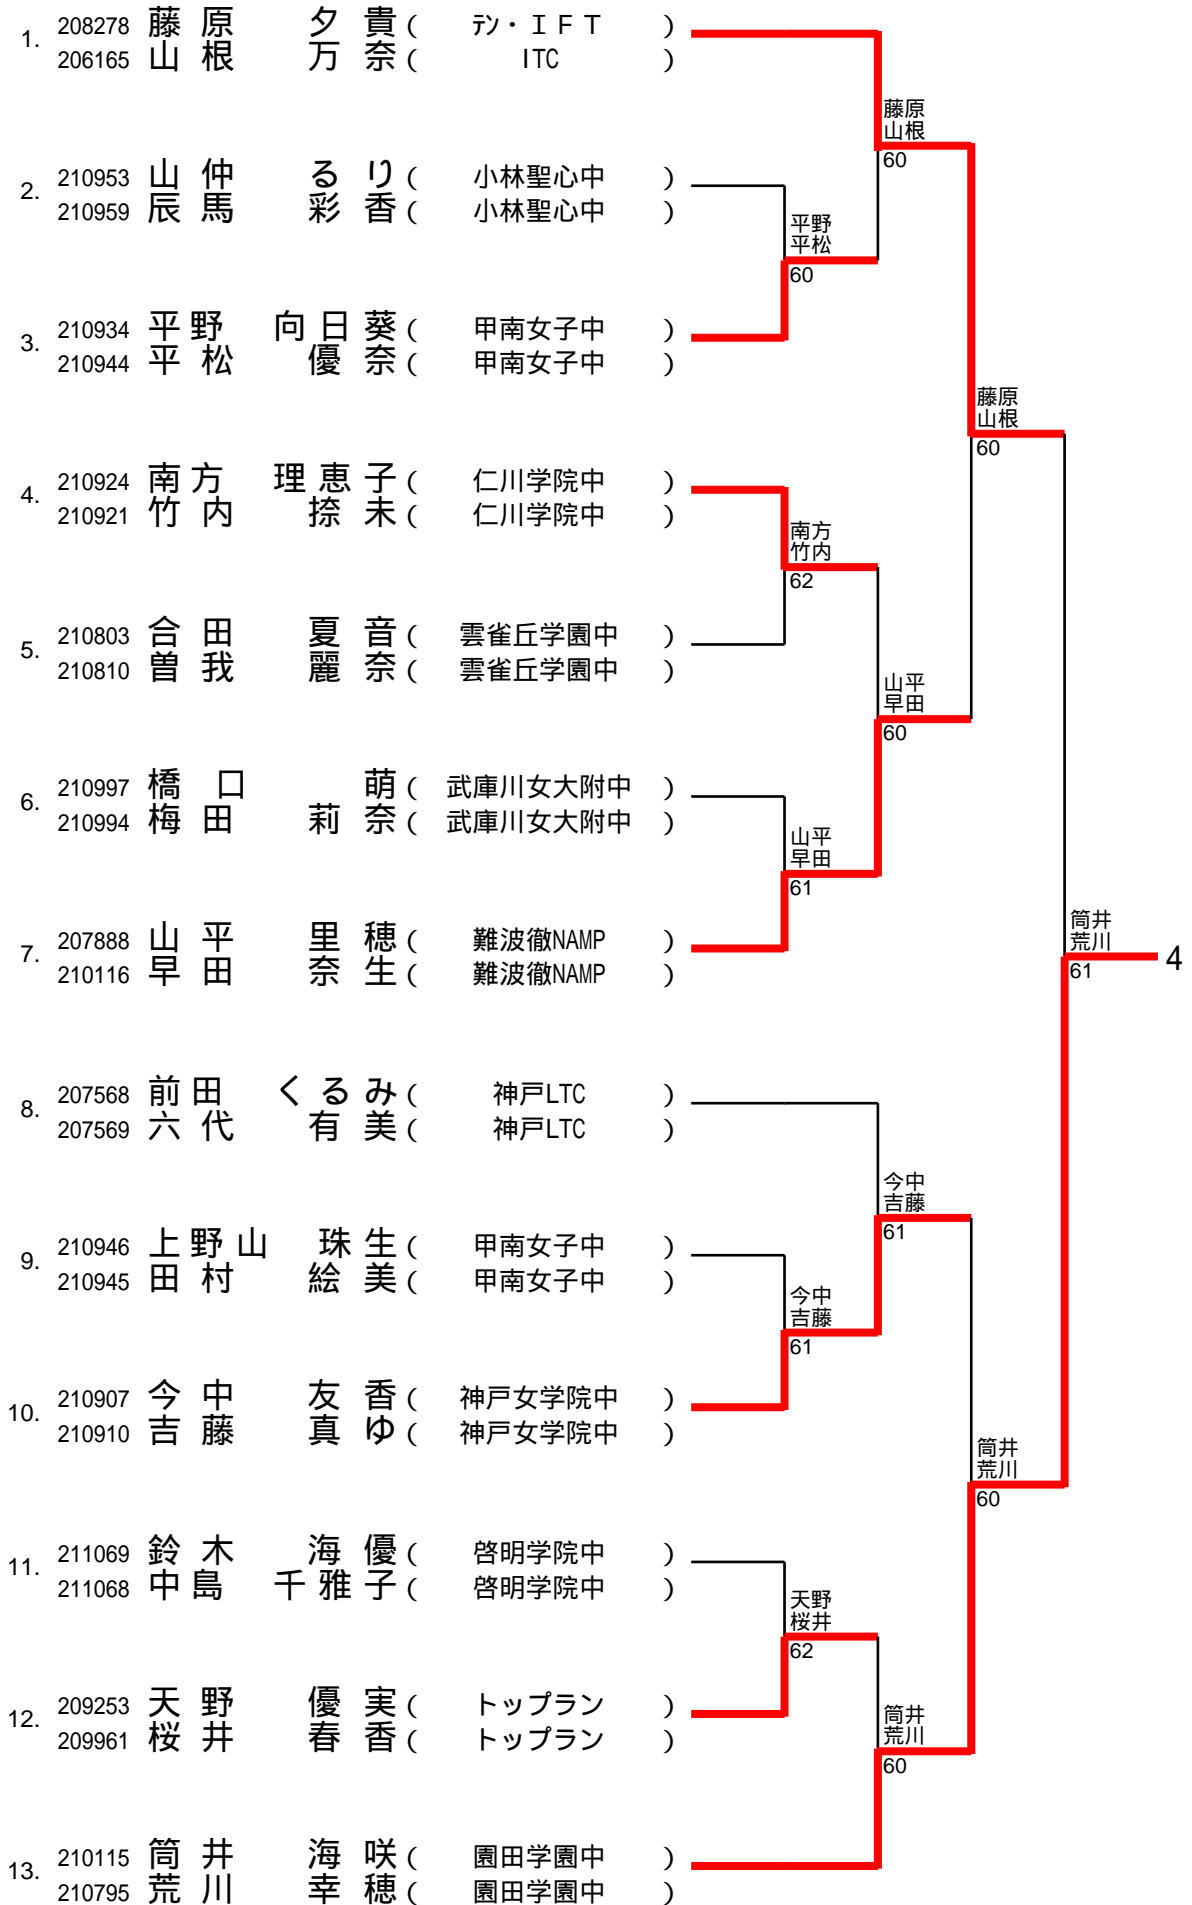 1. 208278 藤原 夕貴 ( テン・ＩＦＴ )
206165 山根 万奈 ( ITC )
藤原
山根
60
2. 210953 山仲 るり ( 小林聖心中 )
210959 辰馬 彩香 ( 小林聖心中 )
平野
平松
60
3. 210934 平野 向日葵 ( 甲南女子中 )
210944 平松 優奈 ( 甲南女子中 )
藤原
山根
60
4. 210924 南方 理恵子 ( 仁川学院中 )
210921 竹内 捺未 ( 仁川学院中 )
南方
竹内
62
5. 210803 合田 夏音 ( 雲雀丘学園中 )
210810 曽我 麗奈 ( 雲雀丘学園中 )
山平
早田
60
6. 210997 橋口 萌 ( 武庫川女大附中 )
210994 梅田 莉奈 ( 武庫川女大附中 )
山平
早田
61
7. 207888 山平 里穂 ( 難波徹NAMP )
210116 早田 奈生 ( 難波徹NAMP )
筒井
荒川
61
4
8. 207568 前田 くるみ ( 神戸LTC )
207569 六代 有美 ( 神戸LTC )
今中
吉藤
61
9. 210946 上野山 珠生 ( 甲南女子中 )
210945 田村 絵美 ( 甲南女子中 )
今中
吉藤
61
10. 210907 今中 友香 ( 神戸女学院中 )
210910 吉藤 真ゆ ( 神戸女学院中 )
筒井
荒川
60
11. 211069 鈴木 海優 ( 啓明学院中 )
211068 中島 千雅子 ( 啓明学院中 )
天野
桜井
62
12. 209253 天野 優実 ( トップラン )
209961 桜井 春香 ( トップラン )
筒井
荒川
60
13. 210115 筒井 海咲 ( 園田学園中 )
210795 荒川 幸穂 ( 園田学園中 )